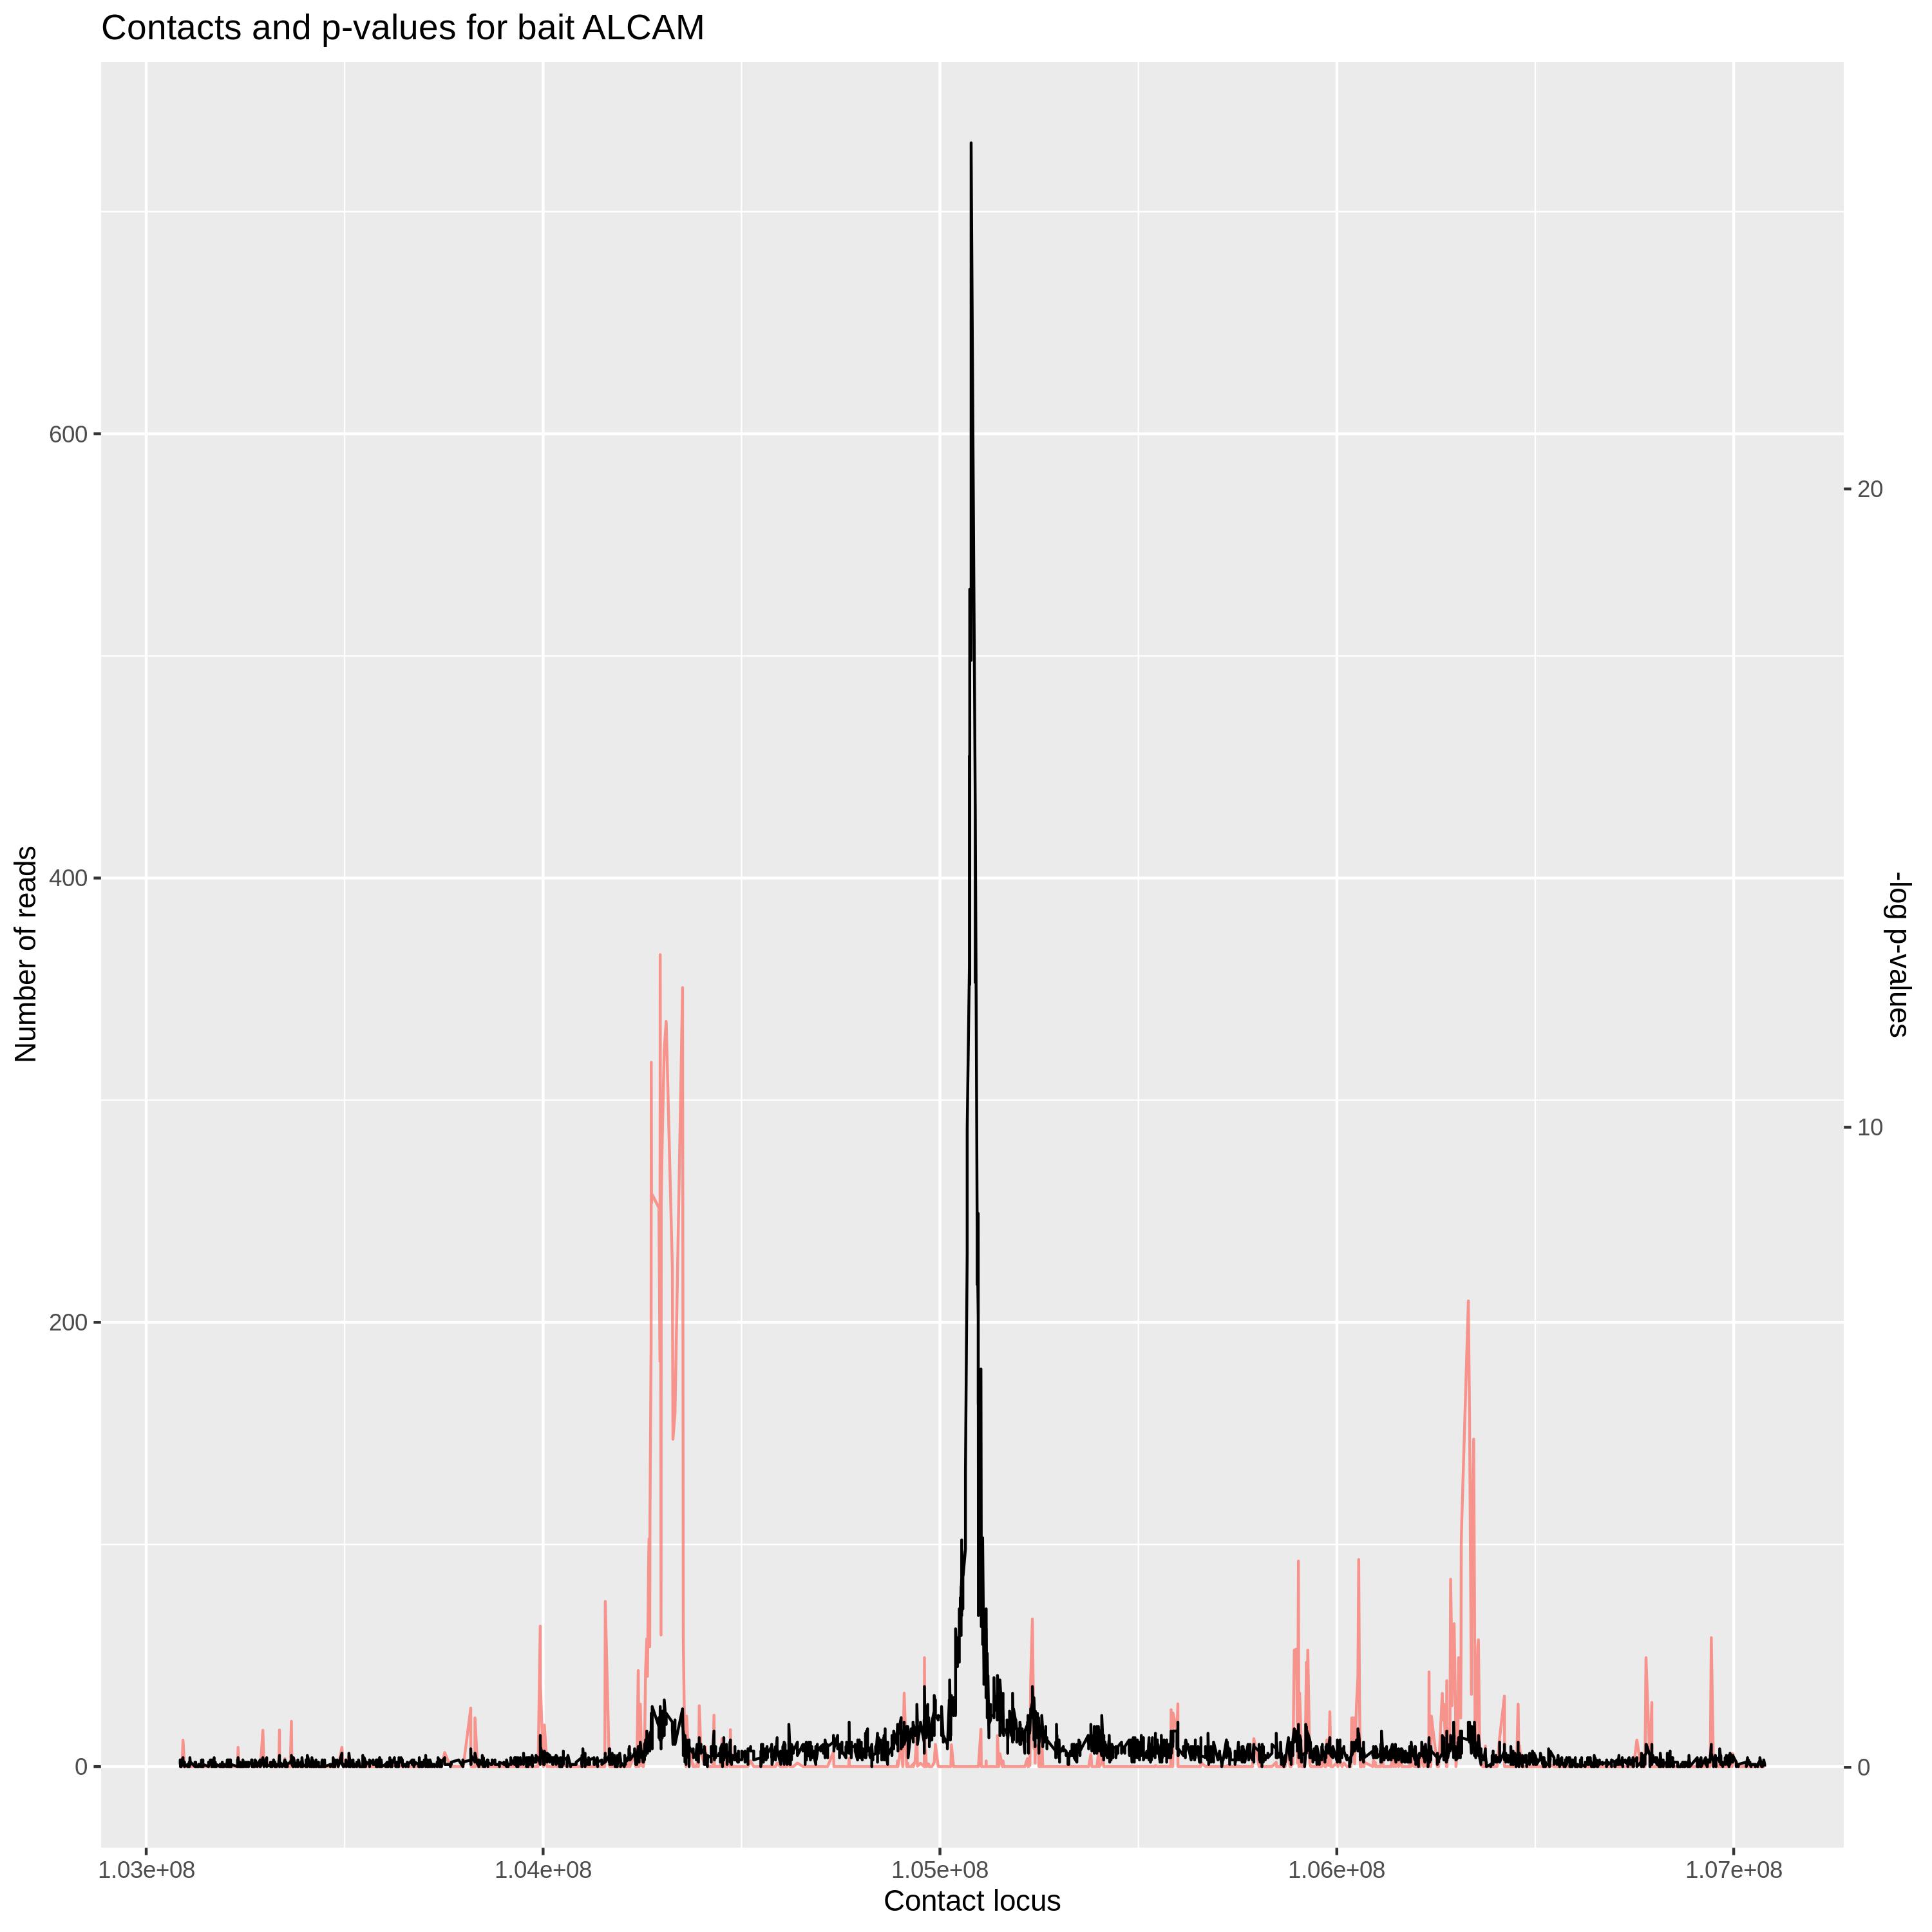 Contacts and p-values for bait ALCAM
600
400
200
0
Number of reads
20
10
0
-log p-values
1.03e+08
1.04e+08
1.05e+08
1.06e+08
1.07e+08
Contact locus